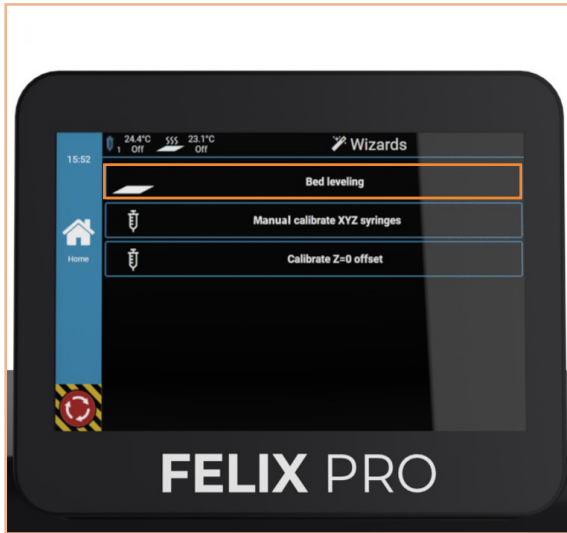 15:52
24.4°C
1 Off
23.1°C
Off
Wizards
Bed leveling
Manual calibrate XYZ syringes
Calibrate Z=0 offset
Home
FELIX PRO